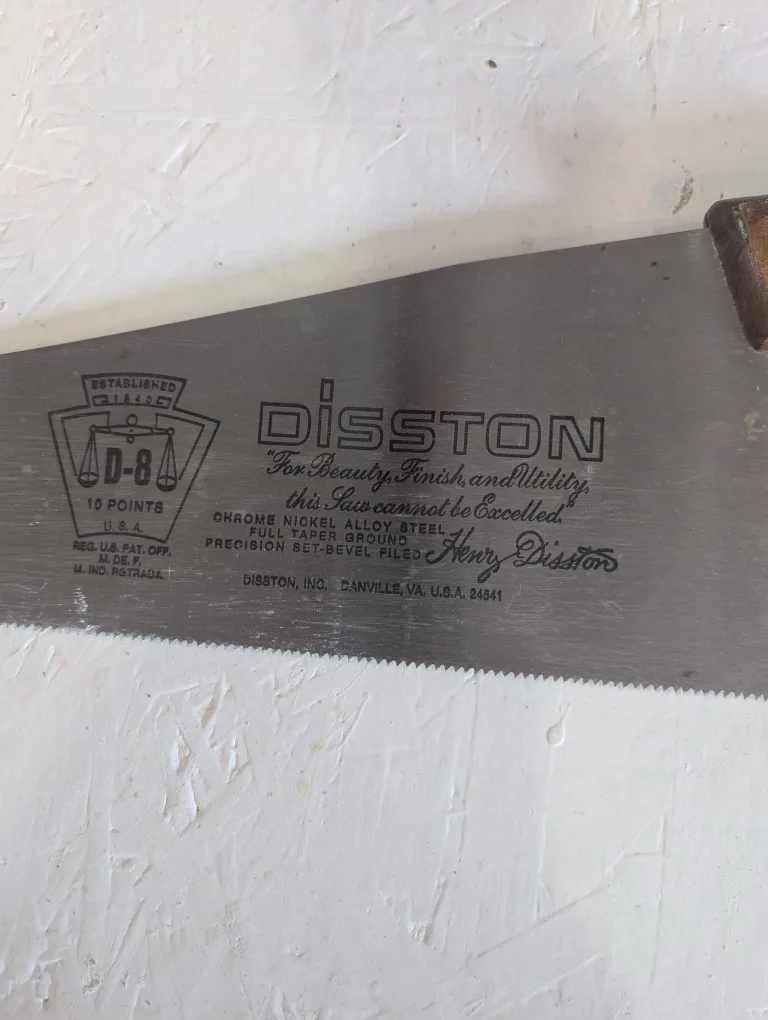 ESTABLISHED
1840
D-8
10 POINTS
U.S.A.
REG. U.S. PAT. OFF.
M. DE. F.
M. IND. RGTRADA.
DissTON
"For Beauty, Finish, and Utility,
this Saw cannot be Excelled."
CHROME NICKEL ALLOY STEEL
FULL TAPER GROUND
PRECISION SET-BEVEL FILED
Henry Disston
DISSTON, INC. DANVILLE, VA. U.S.A. 24541